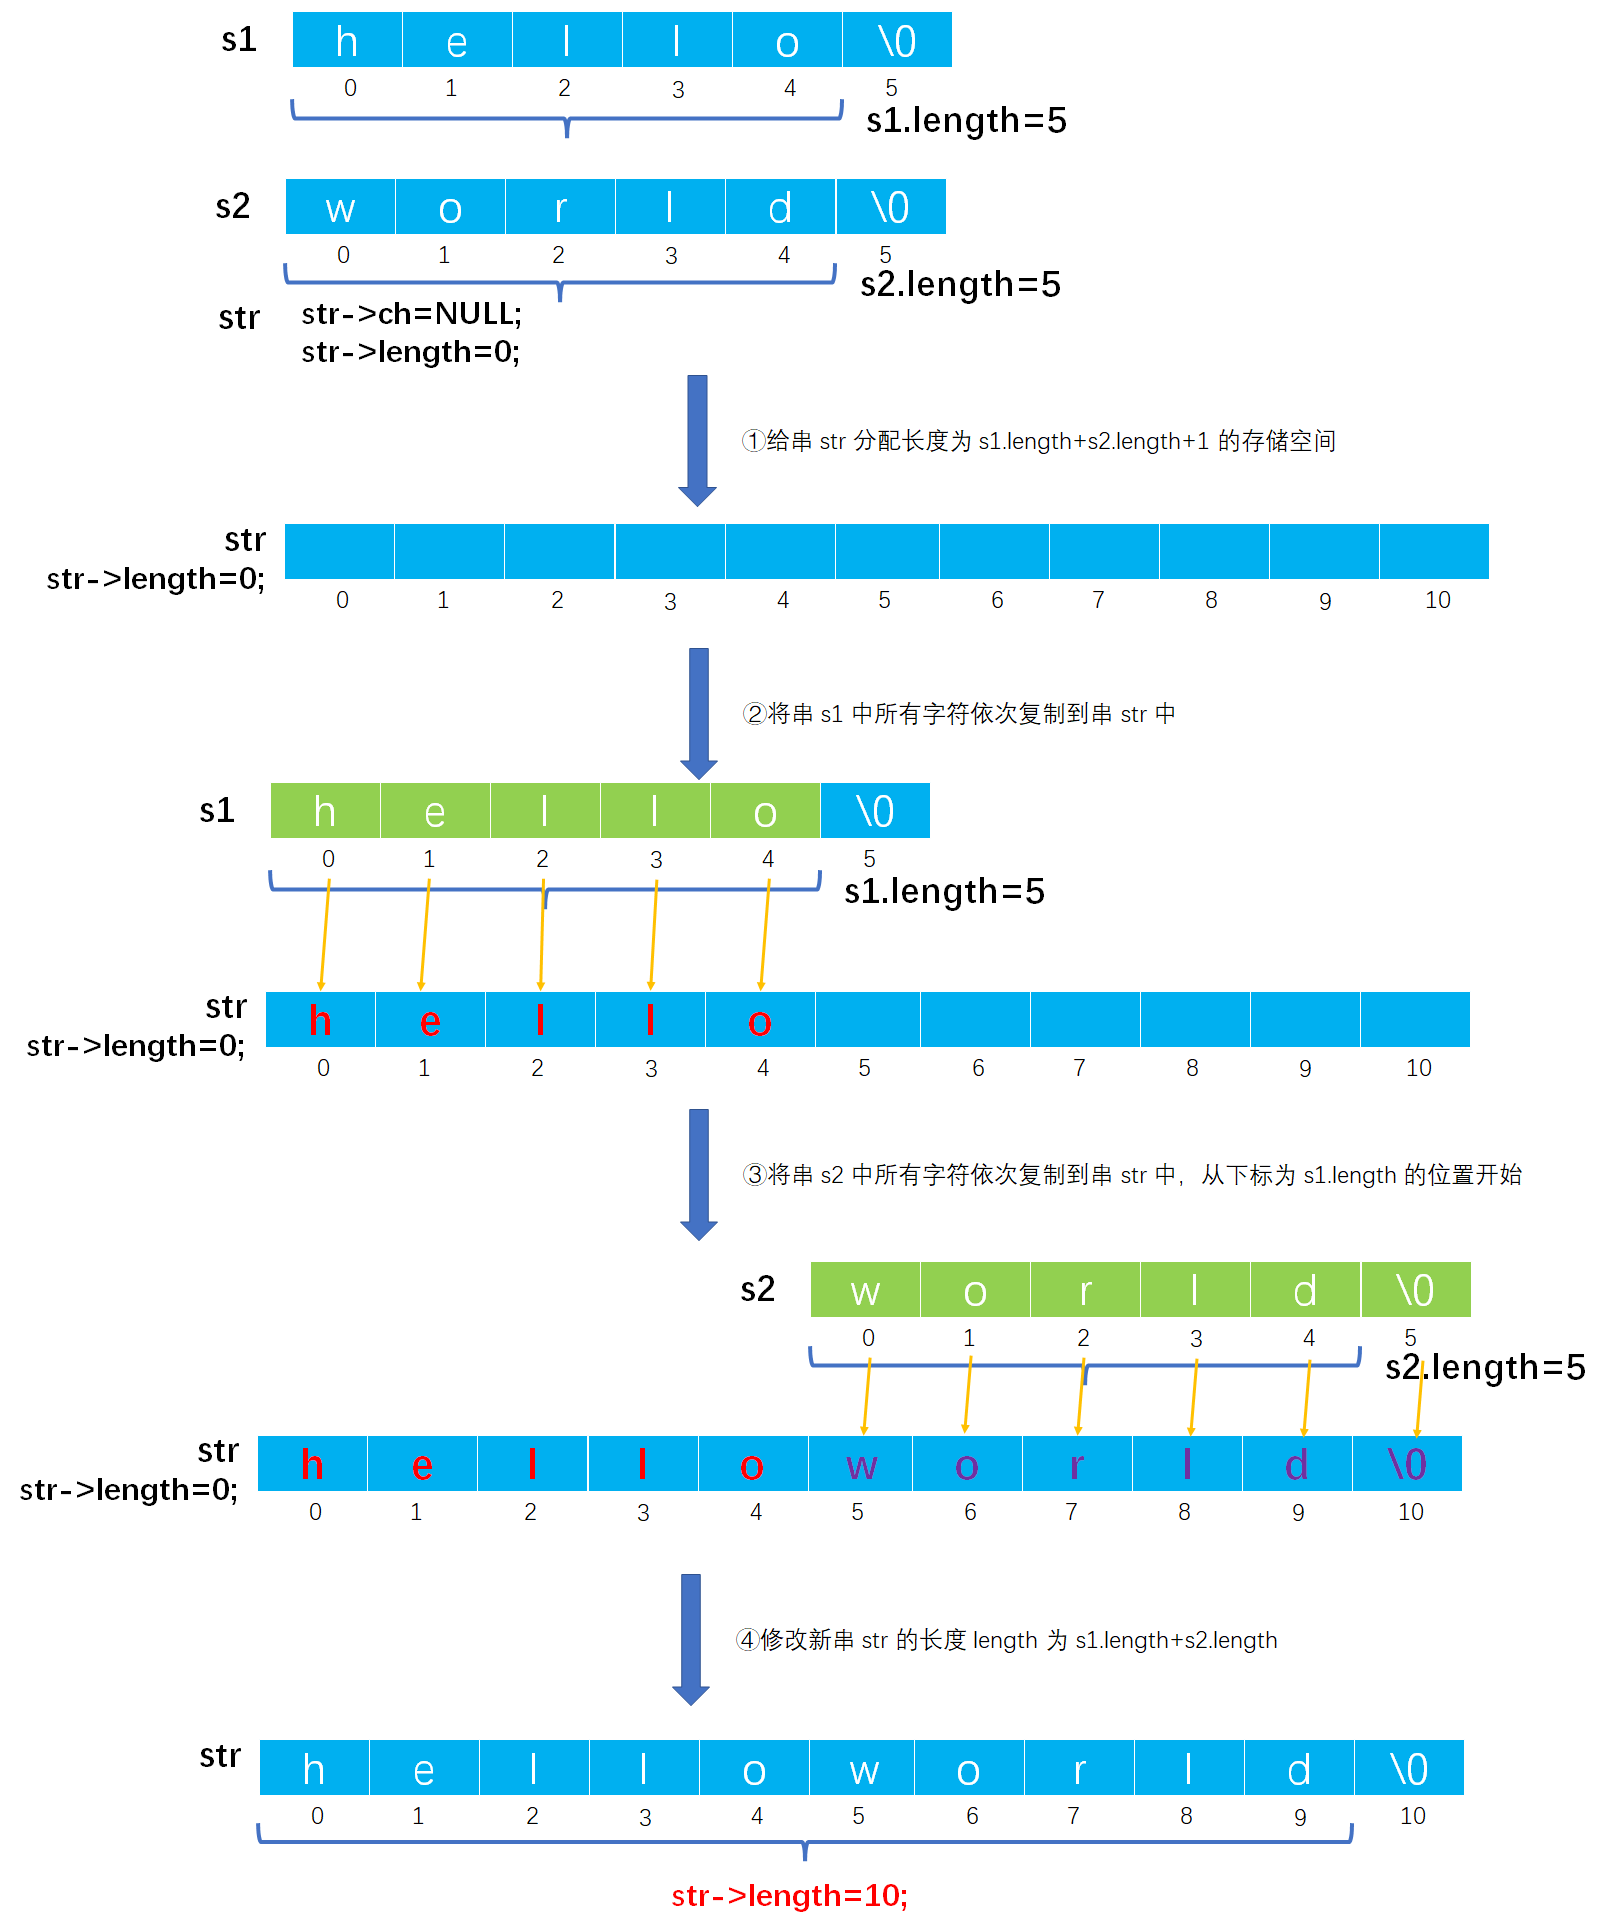 s1 h e l l o \0
0 1 2 3 4 5
s1.length=5
s2 w o r l d \0
0 1 2 3 4 5
s2.length=5
str str->ch=NULL;
str->length=0;
①给串 str 分配长度为 s1.length+s2.length+1 的存储空间
str
str->length=0;
0 1 2 3 4 5 6 7 8 9 10
②将串 s1 中所有字符依次复制到串 str 中
s1 h e l l o \0
0 1 2 3 4 5
s1.length=5
str h e l l o
str->length=0;
0 1 2 3 4 5 6 7 8 9 10
③将串 s2 中所有字符依次复制到串 str 中，从下标为 s1.length 的位置开始
s2 w o r l d \0
0 1 2 3 4 5
s2.length=5
str h e l l o w o r l d \0
str->length=0;
0 1 2 3 4 5 6 7 8 9 10
④修改新串 str 的长度 length 为 s1.length+s2.length
str h e l l o w o r l d \0
0 1 2 3 4 5 6 7 8 9 10
str->length=10;